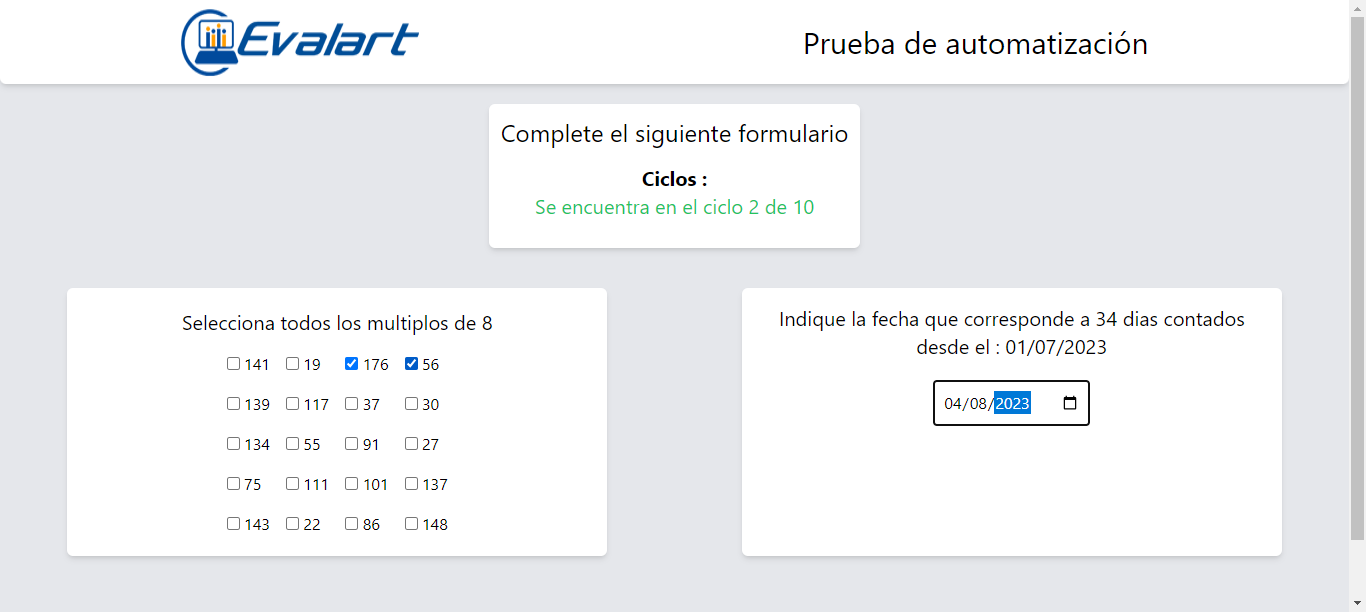 Evalart
Prueba de automatización
Complete el siguiente formulario
Ciclos :
Se encuentra en el ciclo 2 de 10
Selecciona todos los multiplos de 8
141 19 176 56
139 117 37 30
134 55 91 27
75 111 101 137
143 22 86 148
Indique la fecha que corresponde a 34 dias contados
desde el : 01/07/2023
04/08/2023